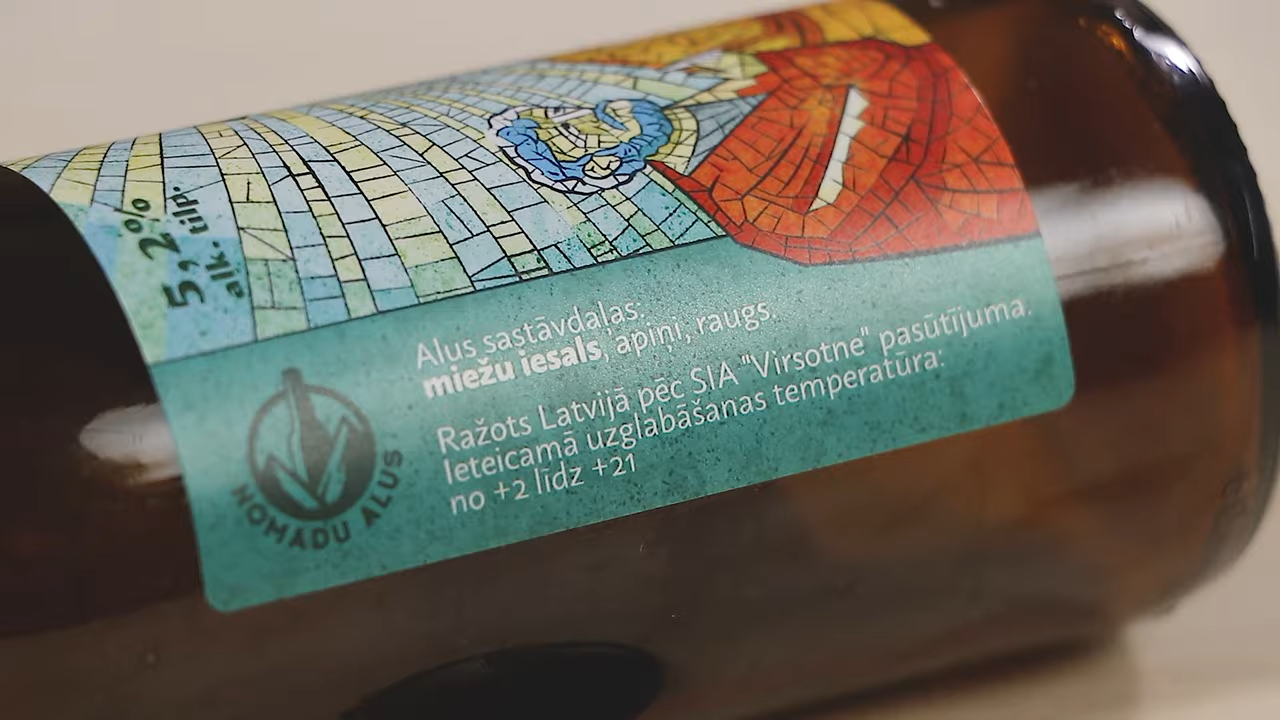 5,2%
alk. tilp.
Alus sastāvdaļas:
miežu iesals, apiņi, raugs.
Ražots Latvijā pēc SIA "Virsotne" pasūtījuma.
Ieteicamā uzglabāšanas temperatūra:
no +2 līdz +21
NOMADU ALUS